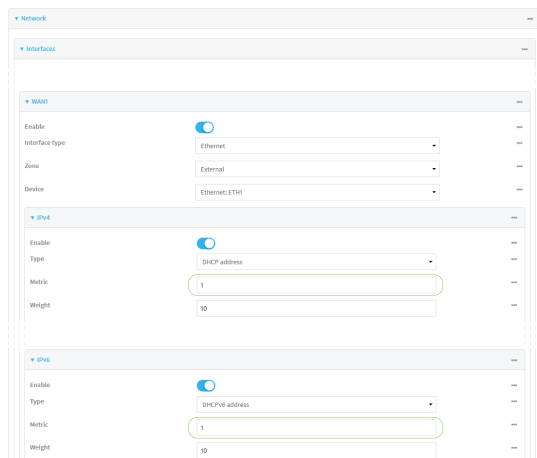 Network
Interfaces
WAN1
Enable
Interface type Ethernet
Zone External
Device Ethernet: ETH1
IPv4
Enable
Type DHCP address
Metric 1
Weight 10
IPv6
Enable
Type DHCPv6 address
Metric 1
Weight 10